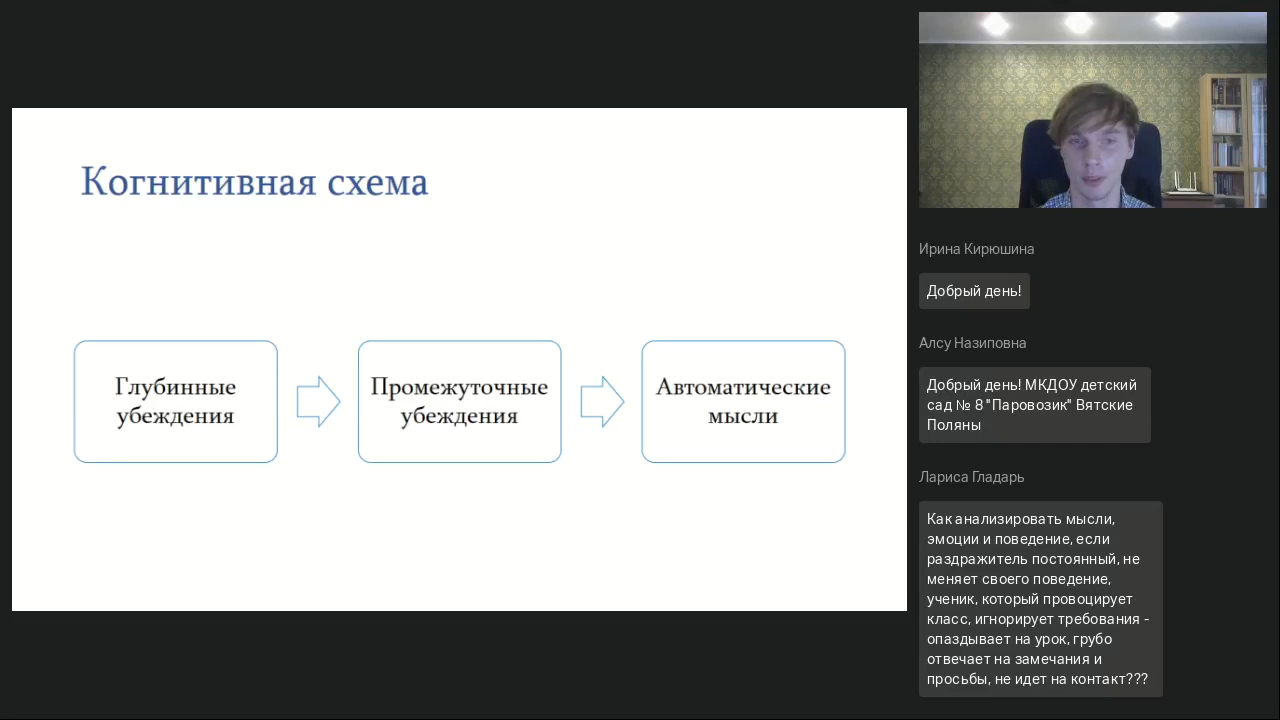 Когнитивная схема
Глубинные
убеждения
Промежуточные
убеждения
Автоматические
мысли
Ирина Кирюшина
Добрый день!
Алсу Назиповна
Добрый день! МКДОУ детский
сад № 8 "Паровозик" Вятские
Поляны
Лариса Гладарь
Как анализировать мысли,
эмоции и поведение, если
раздражитель постоянный, не
меняет своего поведение,
ученик, который провоцирует
класс, игнорирует требования -
опаздывает на урок, грубо
отвечает на замечания и
просьбы, не идет на контакт???